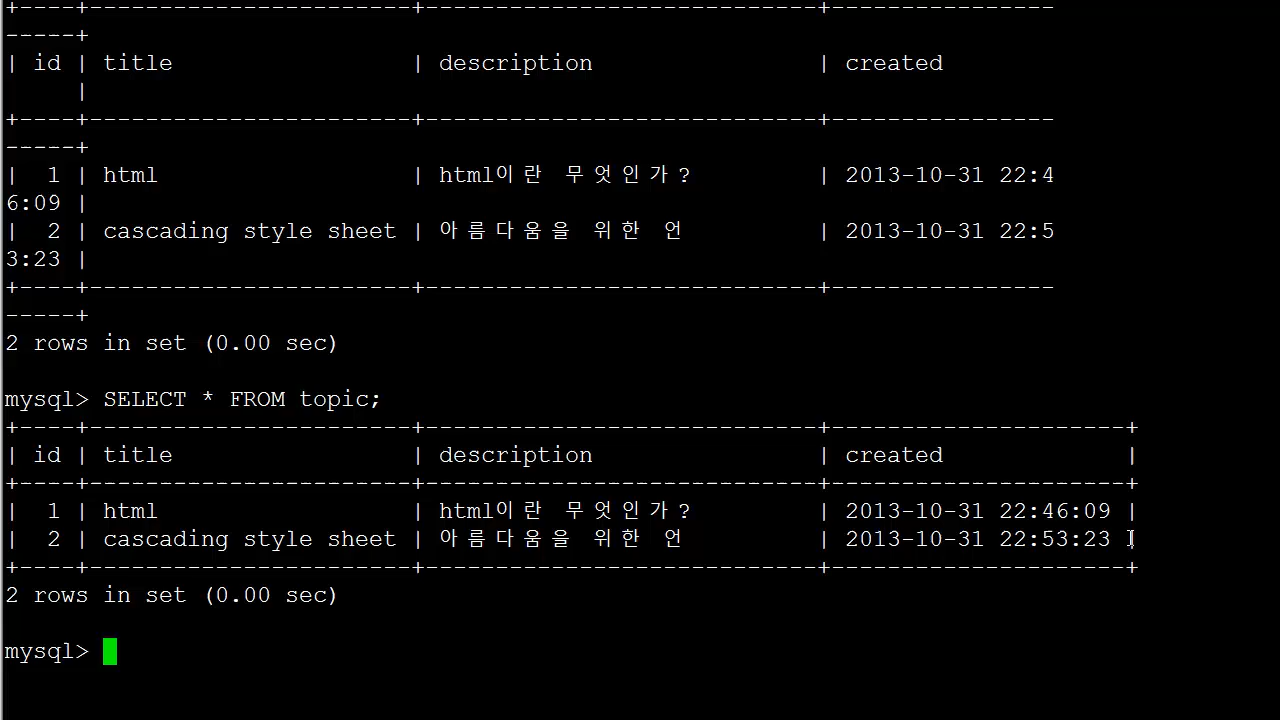 +----+-----------------------+----------------------------+---------------
-----+
| id | title                 | description                | created
     |
+----+-----------------------+----------------------------+---------------
-----+
|  1 | html                  | html이란 무엇인가?         | 2013-10-31 22:4
6:09 |
|  2 | cascading style sheet | 아름다움을 위한 언         | 2013-10-31 22:5
3:23 |
+----+-----------------------+----------------------------+---------------
-----+
2 rows in set (0.00 sec)
mysql> SELECT * FROM topic;
+----+-----------------------+----------------------------+---------------------+
| id | title                 | description                | created             |
+----+-----------------------+----------------------------+---------------------+
|  1 | html                  | html이란 무엇인가?         | 2013-10-31 22:46:09 |
|  2 | cascading style sheet | 아름다움을 위한 언         | 2013-10-31 22:53:23 |
+----+-----------------------+----------------------------+---------------------+
2 rows in set (0.00 sec)
mysql>